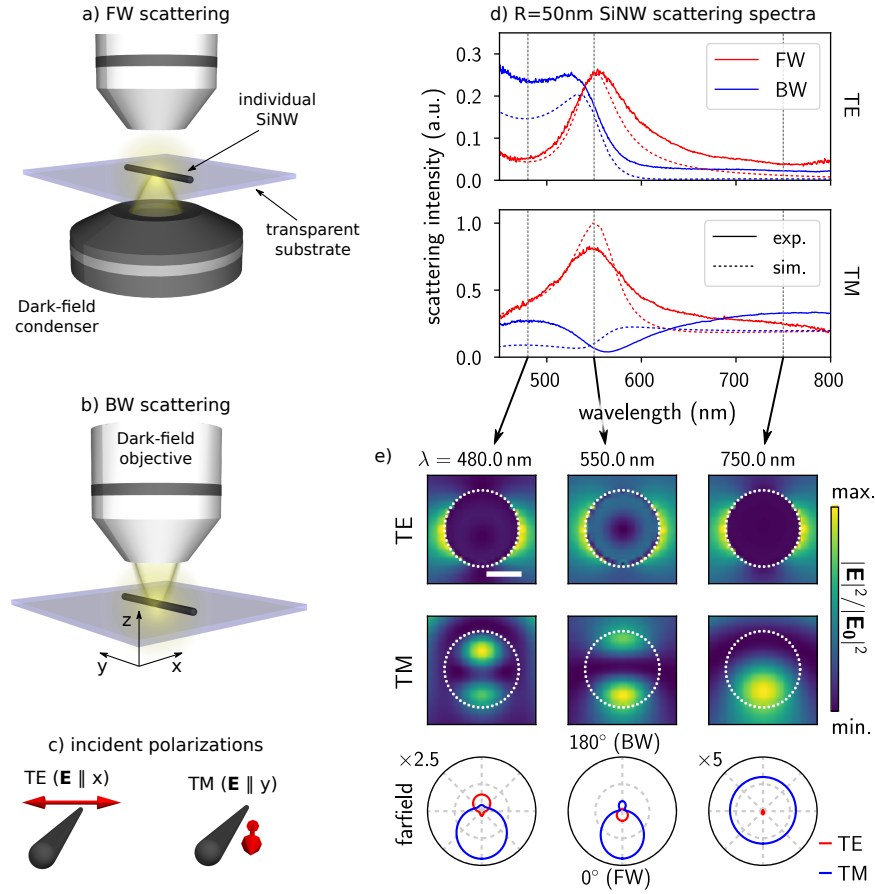 a) FW scattering
individual
SiNW
transparent
substrate
Dark-field
condenser
b) BW scattering
Dark-field
objective
z
y
x
c) incident polarizations
TE (E ∥ x)
TM (E ∥ y)
d) R=50nm SiNW scattering spectra
scattering intensity (a.u.)
0.3
0.2
0.1
0.0
FW
BW
TE
1.0
0.5
0.0
exp.
sim.
TM
500
600
700
800
wavelength (nm)
e)
λ = 480.0 nm
550.0 nm
750.0 nm
TE
TM
max.
|E|²/|E₀|²
min.
farfield
×2.5
180° (BW)
0° (FW)
×5
TE
TM